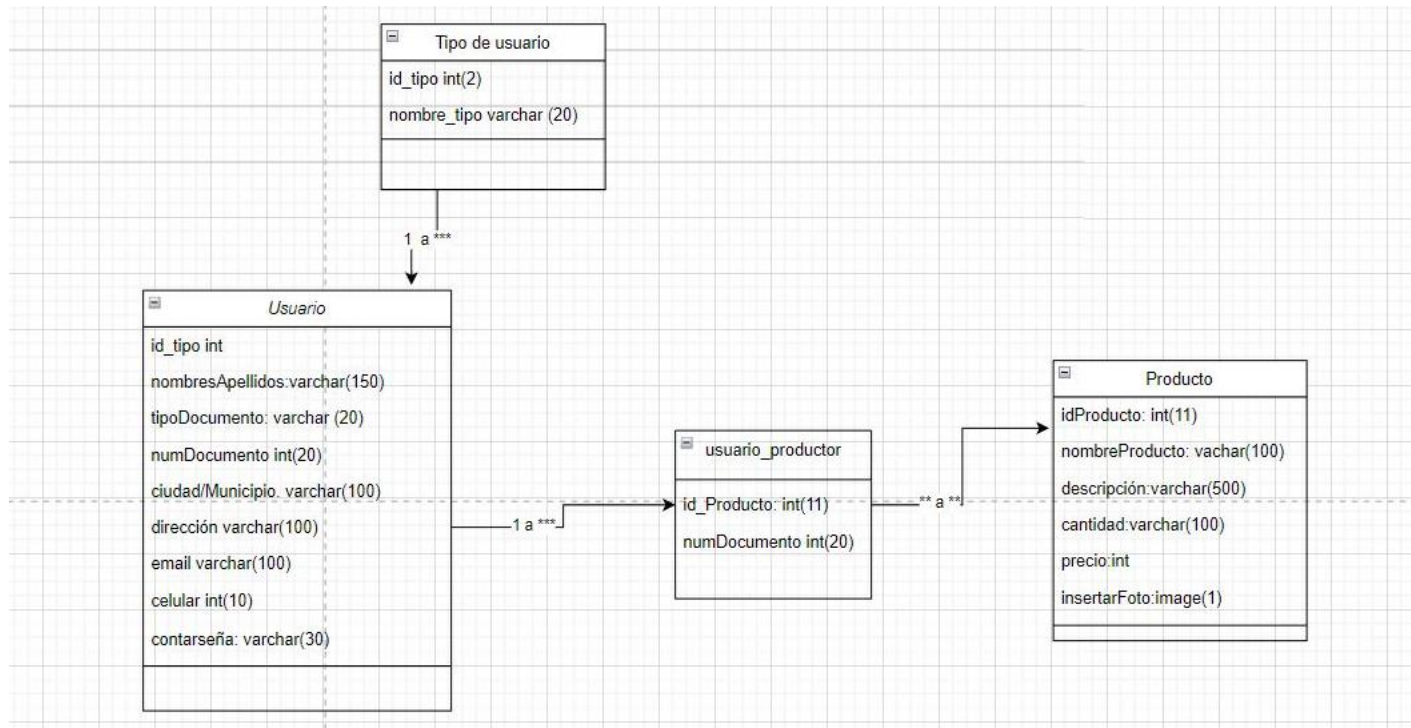 Tipo de usuario
id_tipo int(2)
nombre_tipo varchar (20)
1 a ***
Usuario
id_tipo int
nombresApellidos:varchar(150)
tipoDocumento: varchar (20)
numDocumento int(20)
ciudad/Municipio. varchar(100)
dirección varchar(100)
email varchar(100)
celular int(10)
contarseña: varchar(30)
1 a ***
usuario_productor
id_Producto: int(11)
numDocumento int(20)
** a **
Producto
idProducto: int(11)
nombreProducto: vachar(100)
descripción:varchar(500)
cantidad:varchar(100)
precio:int
insertarFoto:image(1)